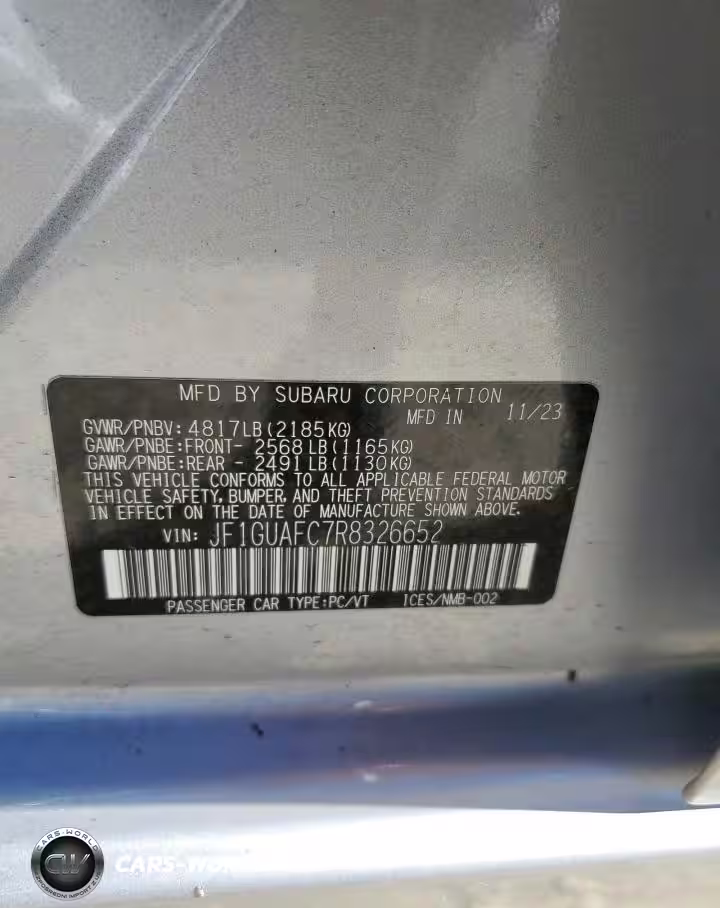 MFD BY SUBARU CORPORATION
MFD IN 11/23
GVWR/PNBV: 4817LB(2185KG)
GAWR/PNBE:FRONT- 2568LB(1165KG)
GAWR/PNBE:REAR - 2491LB(1130KG)
THIS VEHICLE CONFORMS TO ALL APPLICABLE FEDERAL MOTOR
VEHICLE SAFETY, BUMPER, AND THEFT PREVENTION STANDARDS
IN EFFECT ON THE DATE OF MANUFACTURE SHOWN ABOVE.
VIN: JF1GUAFC7R8326652
PASSENGER CAR TYPE:PC/VT ICES/NMB-002
CARS-WORLD
CW